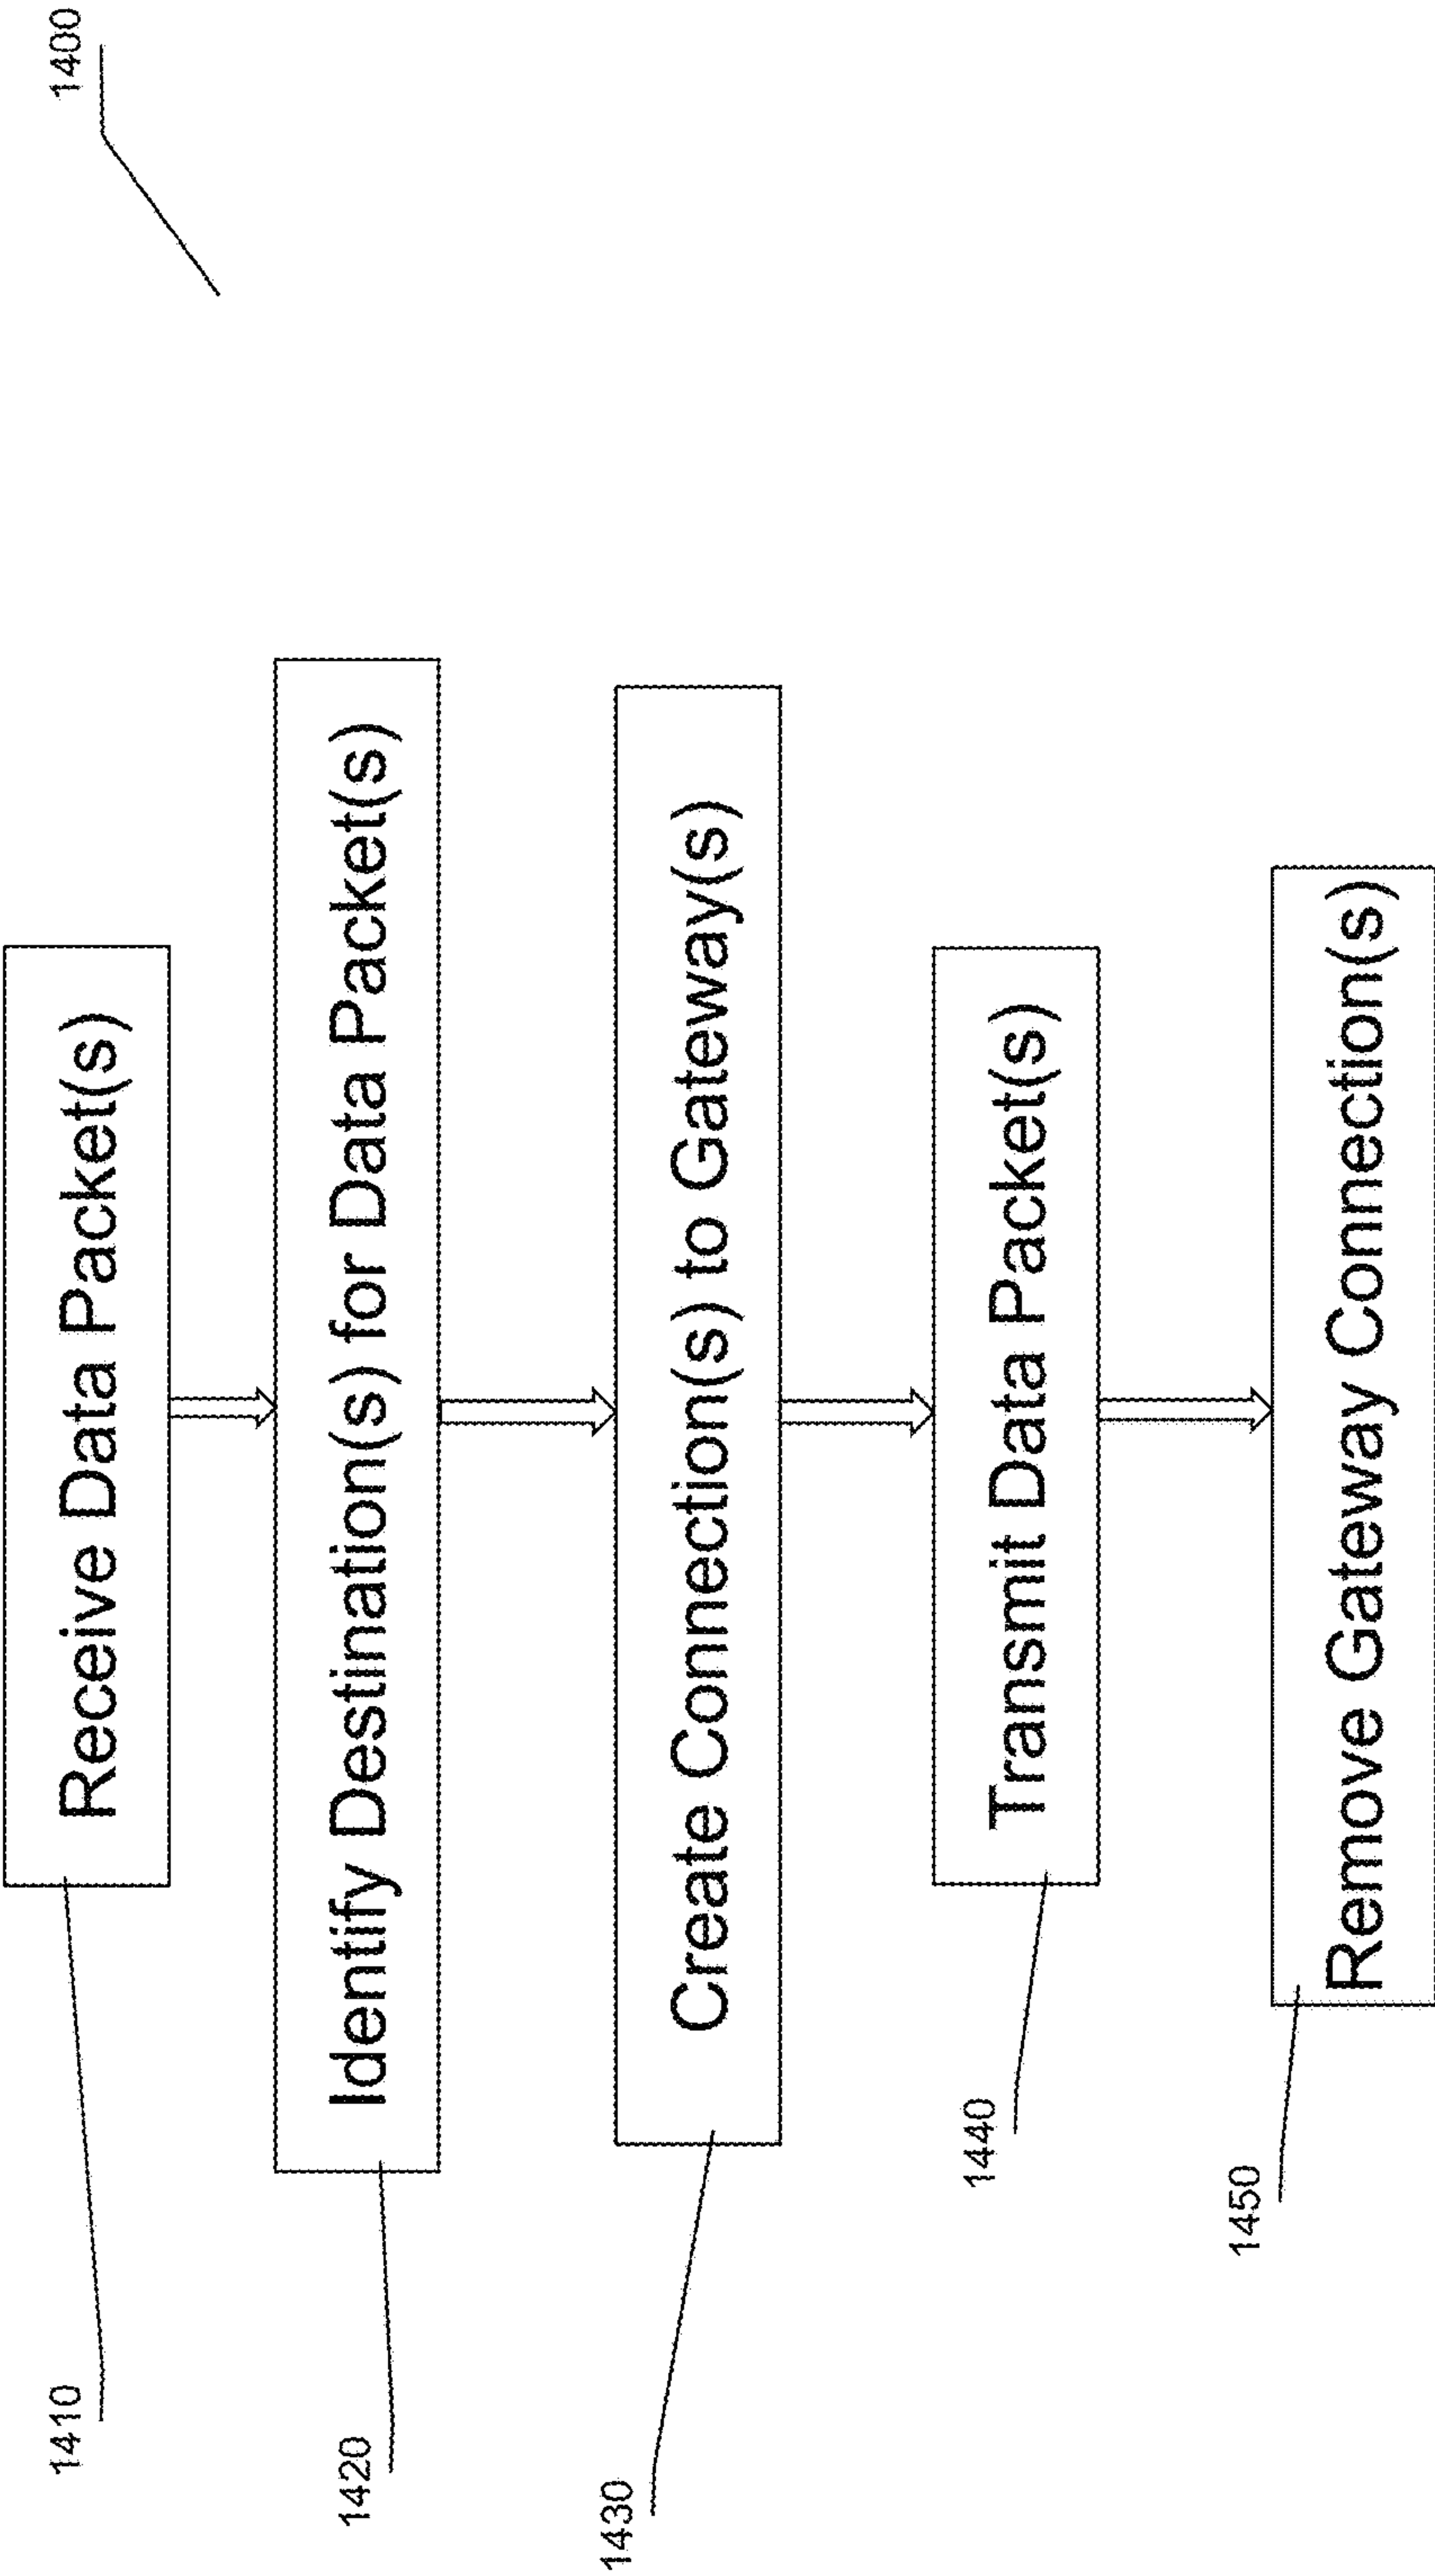 1400
1410
Receive Data Packet(s)
1420
Identify Destination(s) for Data Packet(s)
1430
Create Connection(s) to Gateway(s)
1440
Transmit Data Packet(s)
1450
Remove Gateway Connection(s)